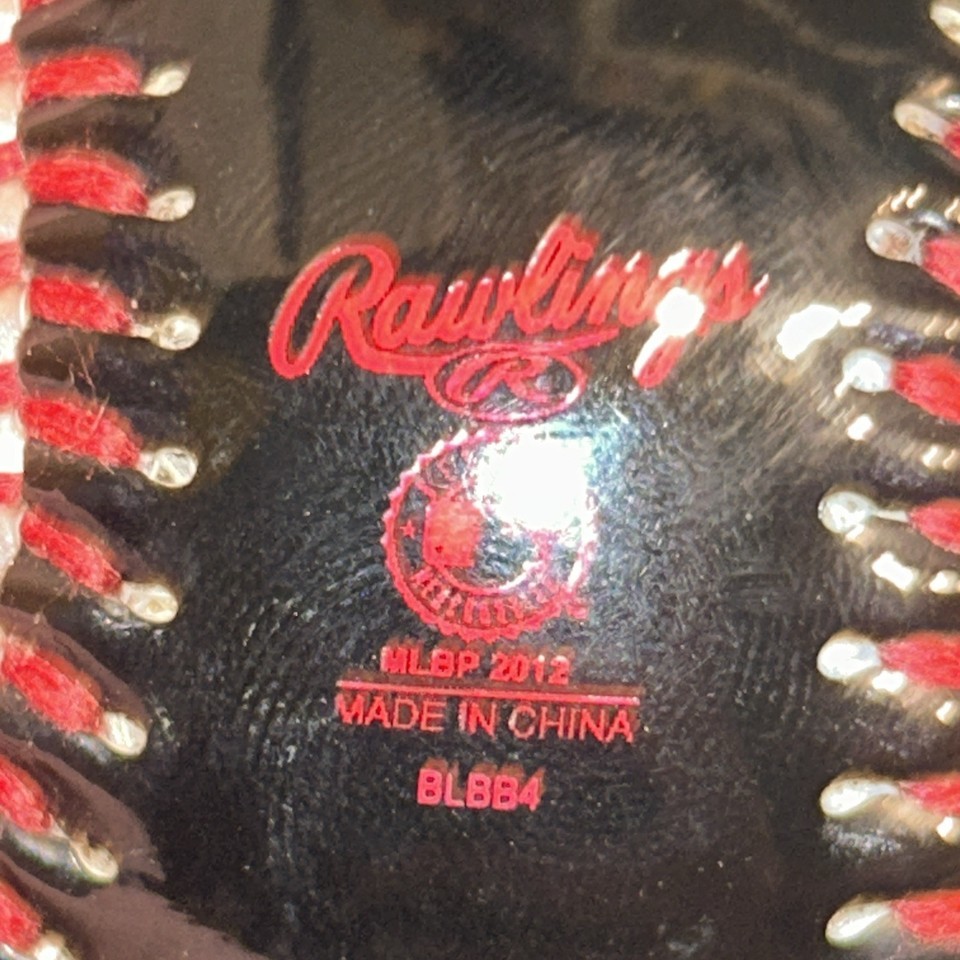 Rawlings
R
MLBP 2012
MADE IN CHINA
BLBB4